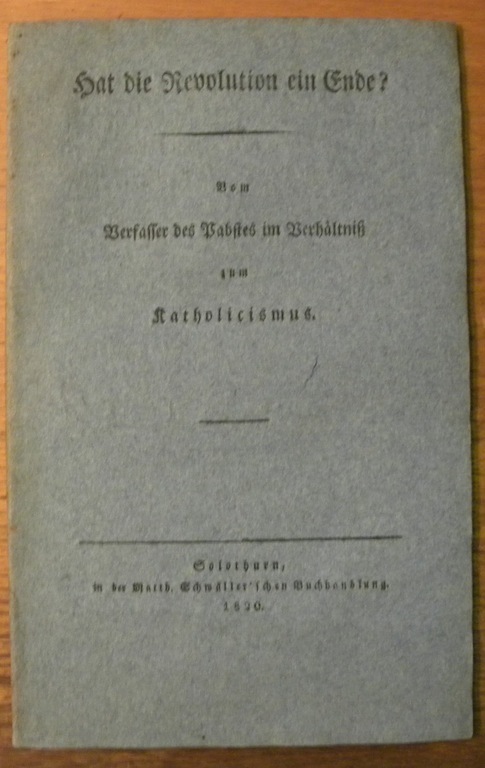 Hat die Revolution ein Ende?
Vom
Verfasser des Pabstes im Verhältniß
zum
Katholicismus.
Solothurn,
in der Matth. Schwaller'schen Buchhandlung.
1820.